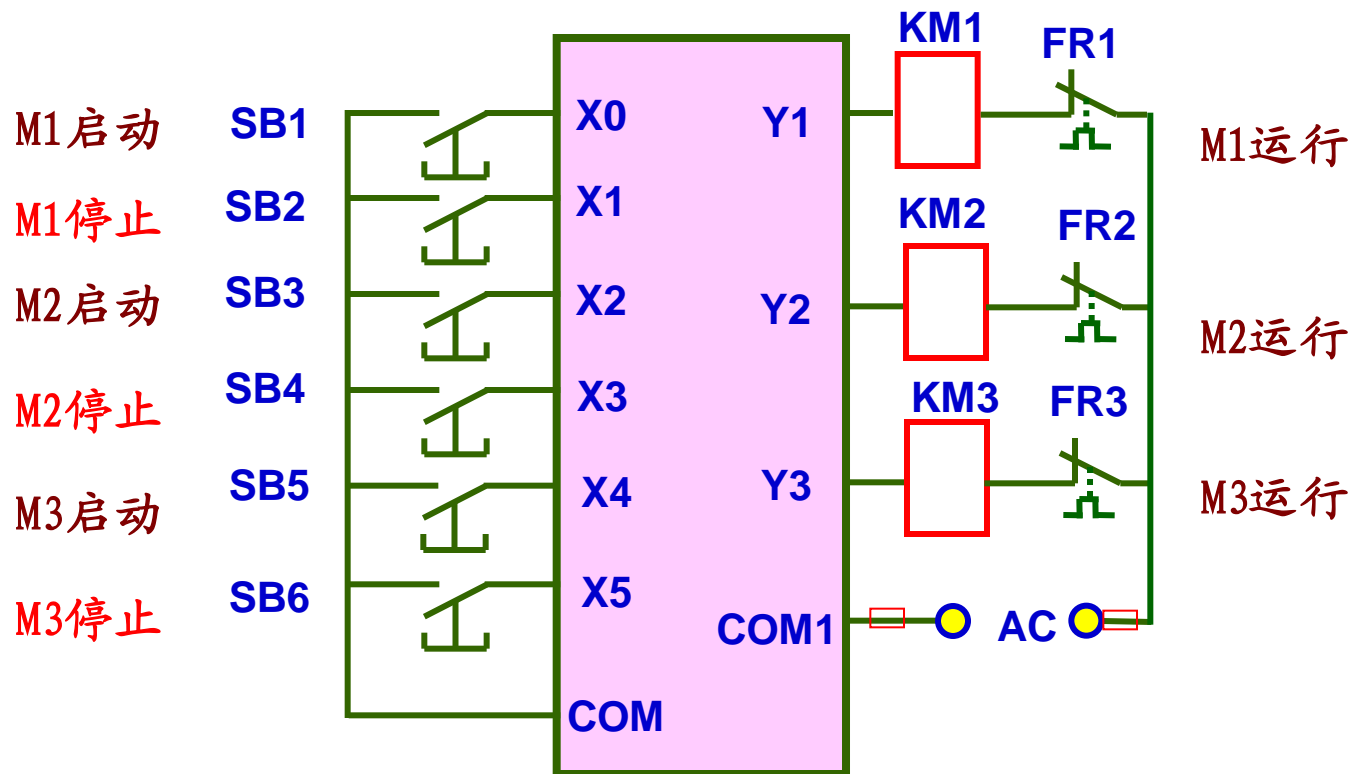 KM1
FR1
M1启动 SB1 X0 Y1 M1运行
M1停止 SB2 X1
KM2 FR2
M2启动 SB3 X2 Y2 M2运行
M2停止 SB4 X3
KM3 FR3
M3启动 SB5 X4 Y3 M3运行
M3停止 SB6 X5
COM1 AC
COM